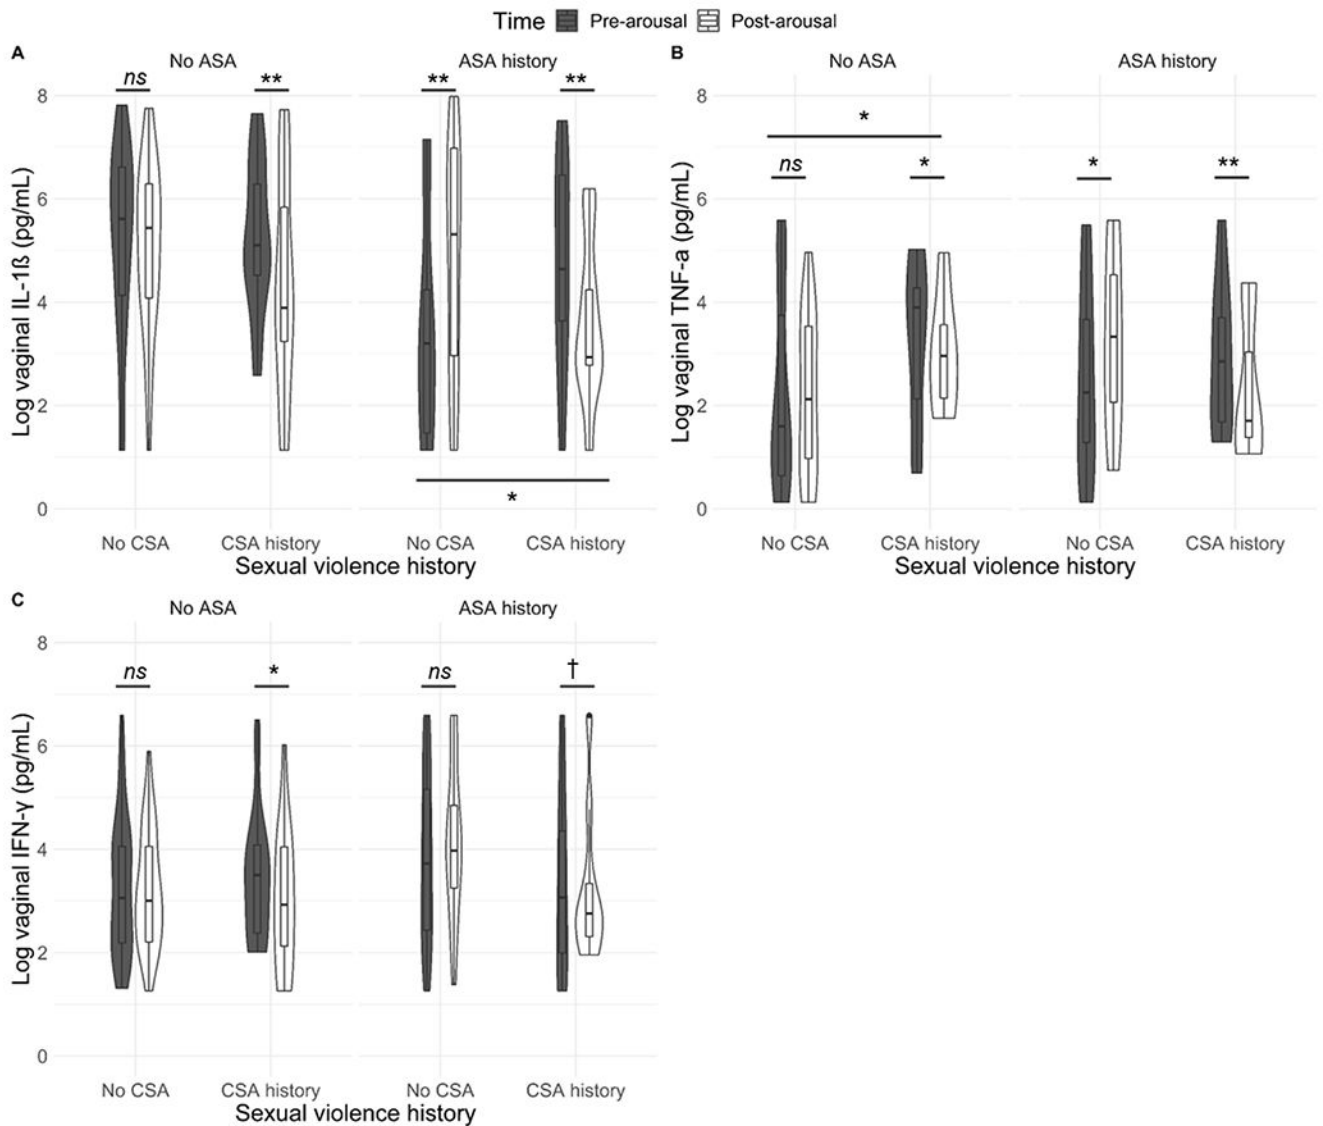 Time Pre-arousal Post-arousal
A
No ASA ASA history
ns ** ** **
8
6
4
2
0
*
Log vaginal IL-1ß (pg/mL)
No CSA CSA history No CSA CSA history
Sexual violence history
B
No ASA ASA history
*
ns * * **
8
6
4
2
0
Log vaginal TNF-a (pg/mL)
No CSA CSA history No CSA CSA history
Sexual violence history
C
No ASA ASA history
ns * ns †
8
6
4
2
0
Log vaginal IFN-γ (pg/mL)
No CSA CSA history No CSA CSA history
Sexual violence history